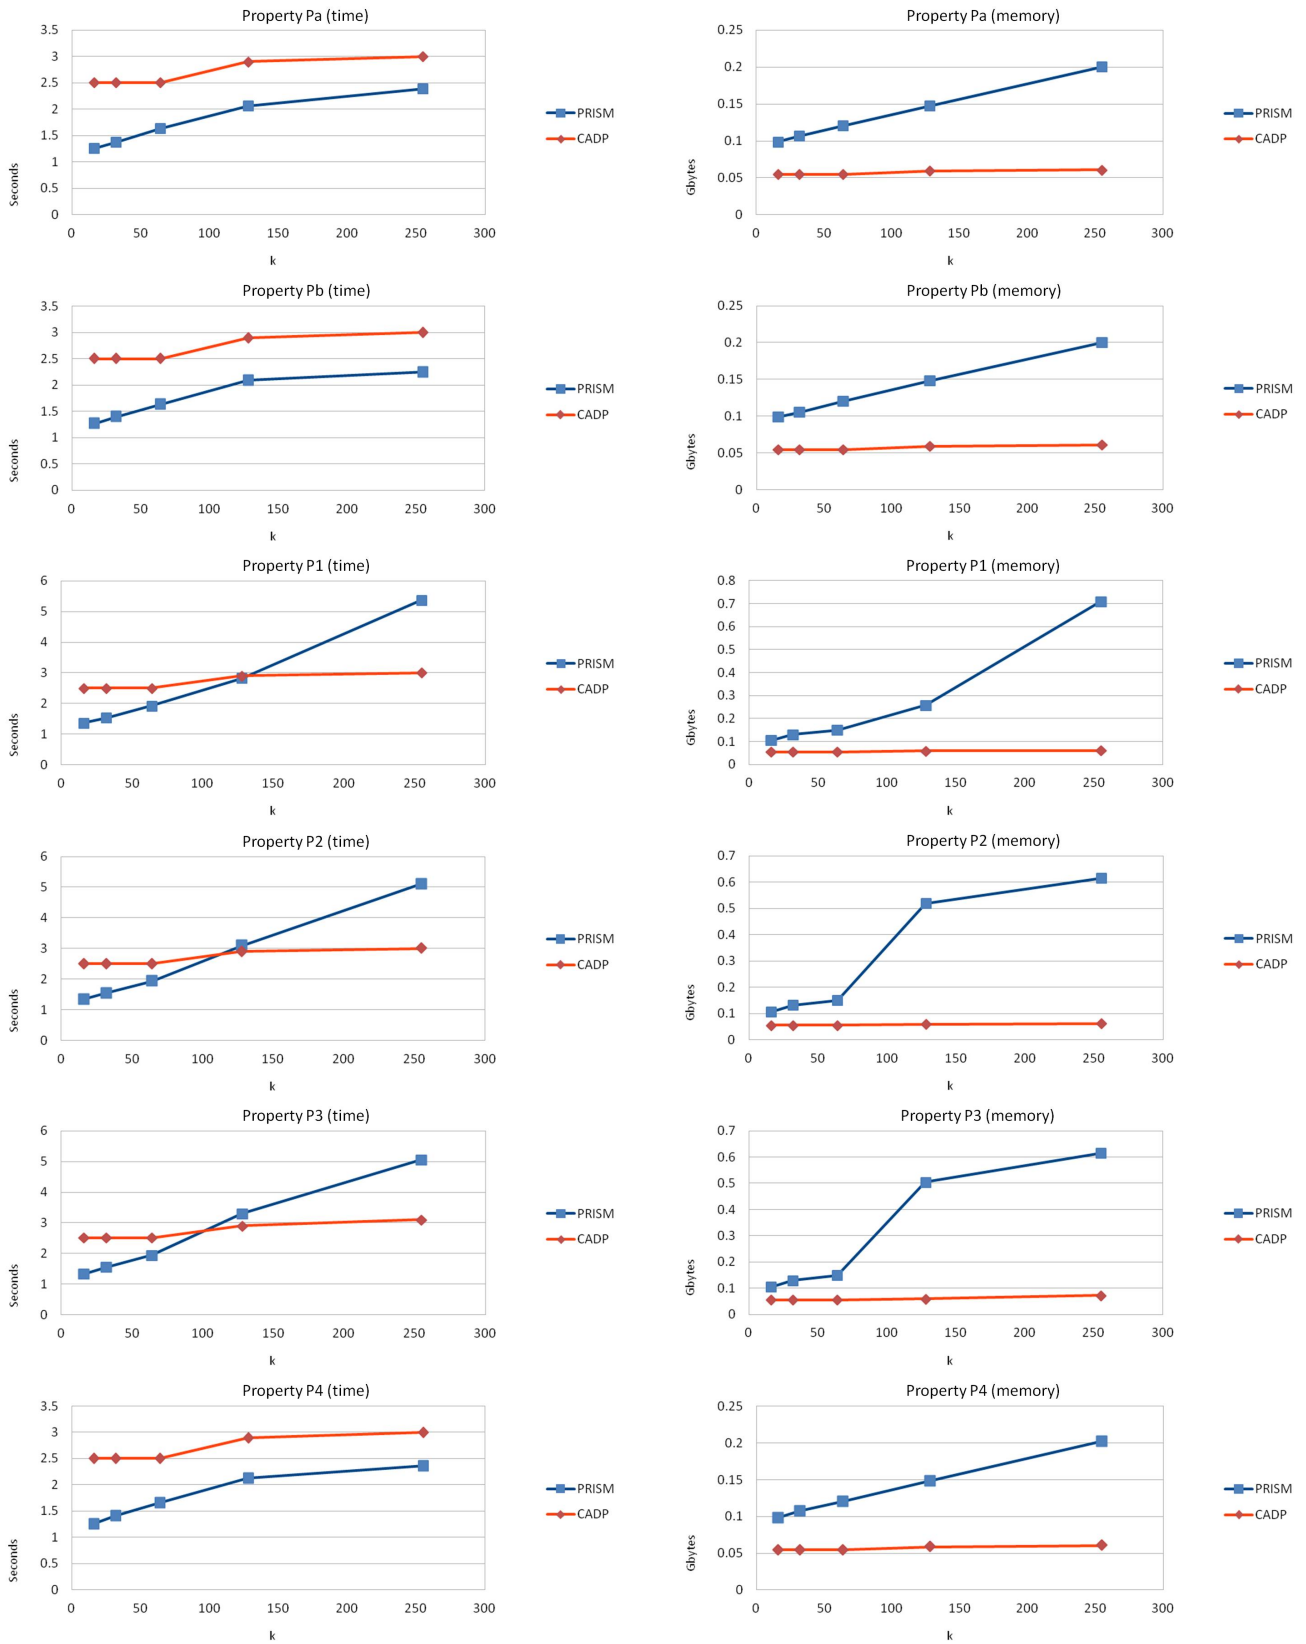 Property Pa (time)
3.5
3
2.5
2
1.5
1
0.5
0
Seconds
0 50 100 150 200 250 300
k
PRISM
CADP
Property Pa (memory)
0.25
0.2
0.15
0.1
0.05
0
Gbytes
0 50 100 150 200 250 300
k
PRISM
CADP
Property Pb (time)
3.5
3
2.5
2
1.5
1
0.5
0
Seconds
0 50 100 150 200 250 300
k
PRISM
CADP
Property Pb (memory)
0.25
0.2
0.15
0.1
0.05
0
Gbytes
0 50 100 150 200 250 300
k
PRISM
CADP
Property P1 (time)
6
5
4
3
2
1
0
Seconds
0 50 100 150 200 250 300
k
PRISM
CADP
Property P1 (memory)
0.8
0.7
0.6
0.5
0.4
0.3
0.2
0.1
0
Gbytes
0 50 100 150 200 250 300
k
PRISM
CADP
Property P2 (time)
6
5
4
3
2
1
0
Seconds
0 50 100 150 200 250 300
k
PRISM
CADP
Property P2 (memory)
0.7
0.6
0.5
0.4
0.3
0.2
0.1
0
Gbytes
0 50 100 150 200 250 300
k
PRISM
CADP
Property P3 (time)
6
5
4
3
2
1
0
Seconds
0 50 100 150 200 250 300
k
PRISM
CADP
Property P3 (memory)
0.7
0.6
0.5
0.4
0.3
0.2
0.1
0
Gbytes
0 50 100 150 200 250 300
k
PRISM
CADP
Property P4 (time)
3.5
3
2.5
2
1.5
1
0.5
0
Seconds
0 50 100 150 200 250 300
k
PRISM
CADP
Property P4 (memory)
0.25
0.2
0.15
0.1
0.05
0
Gbytes
0 50 100 150 200 250 300
k
PRISM
CADP